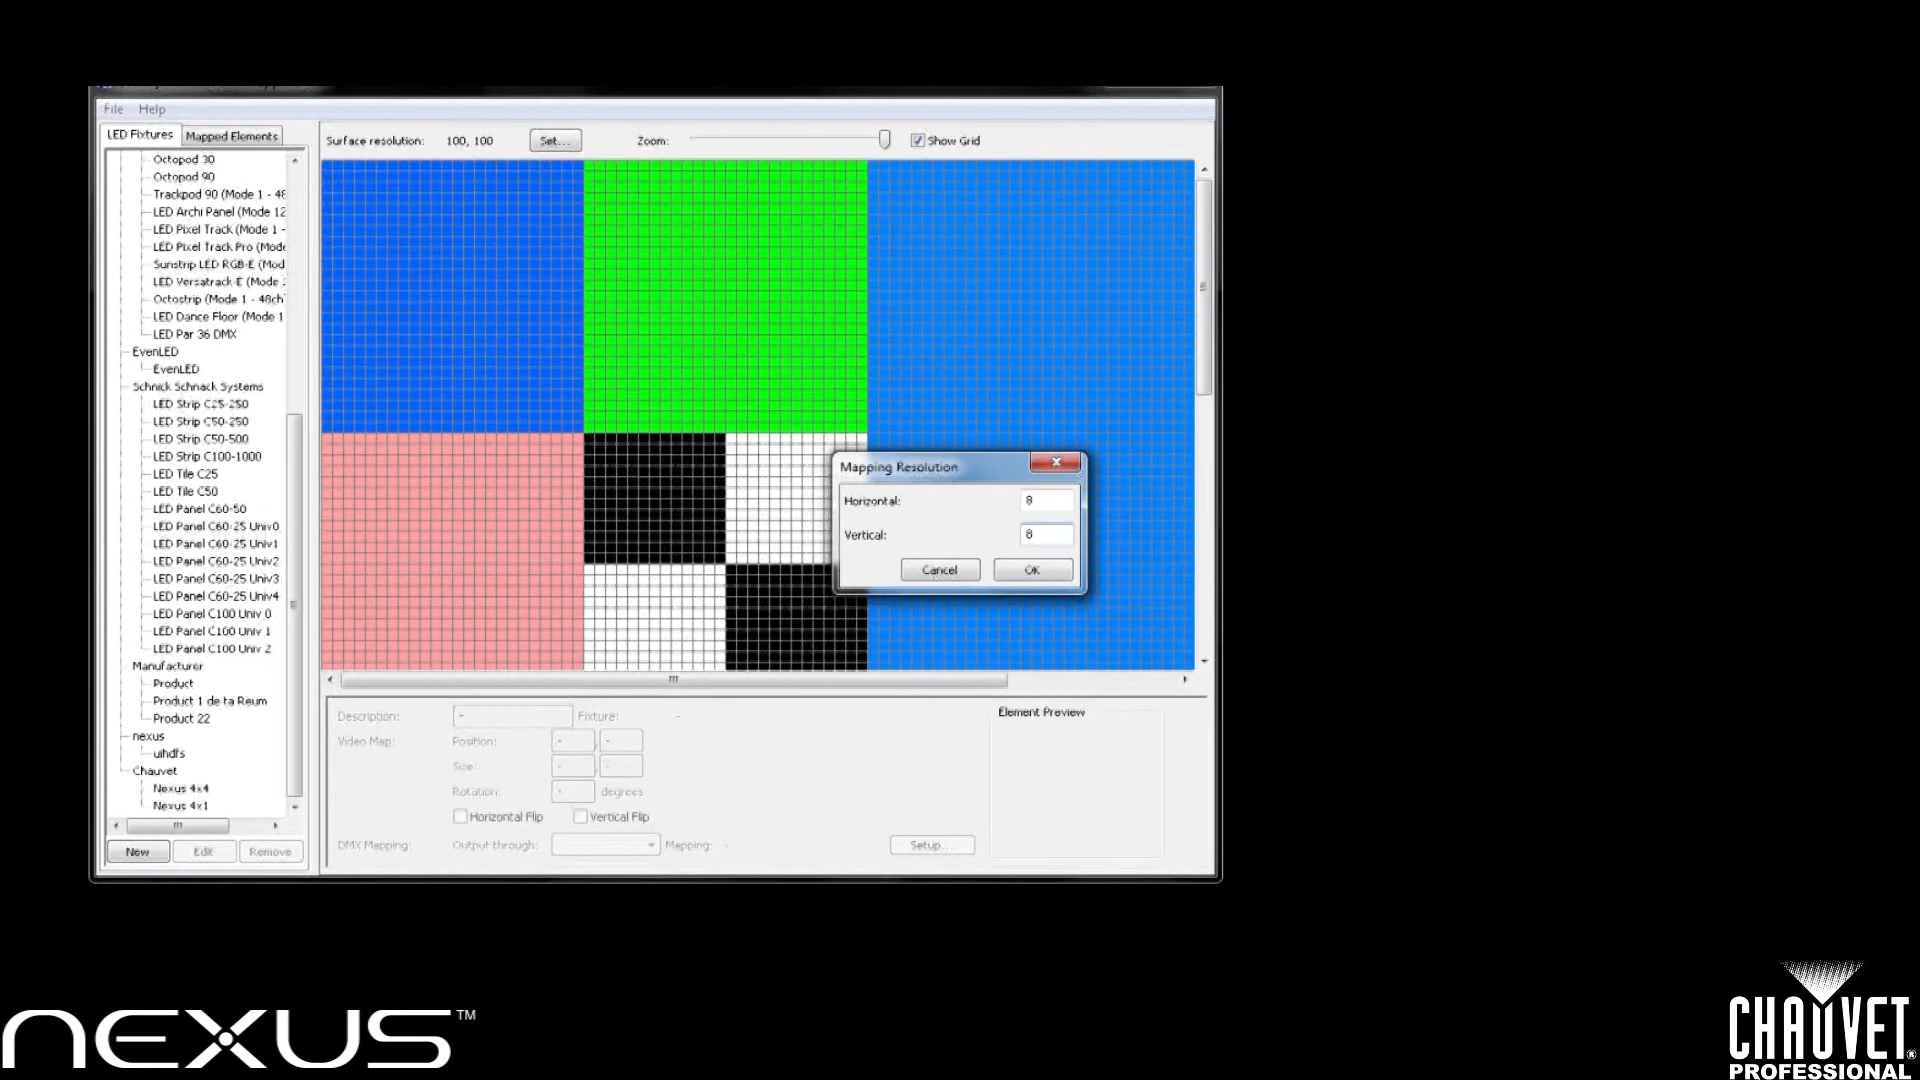 File Help
LED Fixtures Mapped Elements
Surface resolution: 100, 100 Set... Zoom: Show Grid
Octopod 30
Octopod 90
Trackpod 90 (Mode 1 - 48
LED Archi Panel (Mode 12
LED Pixel Track (Mode 1 -
LED Pixel Track Pro (Mode
Sunstrip LED RGB-E (Mod
LED Versatrack-E (Mode
Octostrip (Mode 1 - 48ch
LED Dance Floor (Mode 1
LED Par 36 DMX
EvenLED
EvenLED
Schnick Schnack Systems
LED Strip C25-250
LED Strip C50-250
LED Strip C50-500
LED Strip C100-1000
LED Tile C25
LED Tile C50
LED Panel C60-50
LED Panel C60-25 Univ0
LED Panel C60-25 Univ1
LED Panel C60-25 Univ2
LED Panel C60-25 Univ3
LED Panel C60-25 Univ4
LED Panel C100 Univ 0
LED Panel C100 Univ 1
LED Panel C100 Univ 2
Manufacturer
Product
Product 1 de ta Reum
Product 22
nexus
uihdfs
Chauvet
Nexus 4x4
Nexus 4x1
New Edit Remove
Mapping Resolution
Horizontal: 8
Vertical: 8
Cancel OK
Description: - Fixture: -
Video Map: Position: - , -
Size: - , -
Rotation: - degrees
Horizontal Flip Vertical Flip
DMX Mapping: Output through: Mapping: - Setup...
Element Preview
NEXUS™
CHAUVET®
PROFESSIONAL